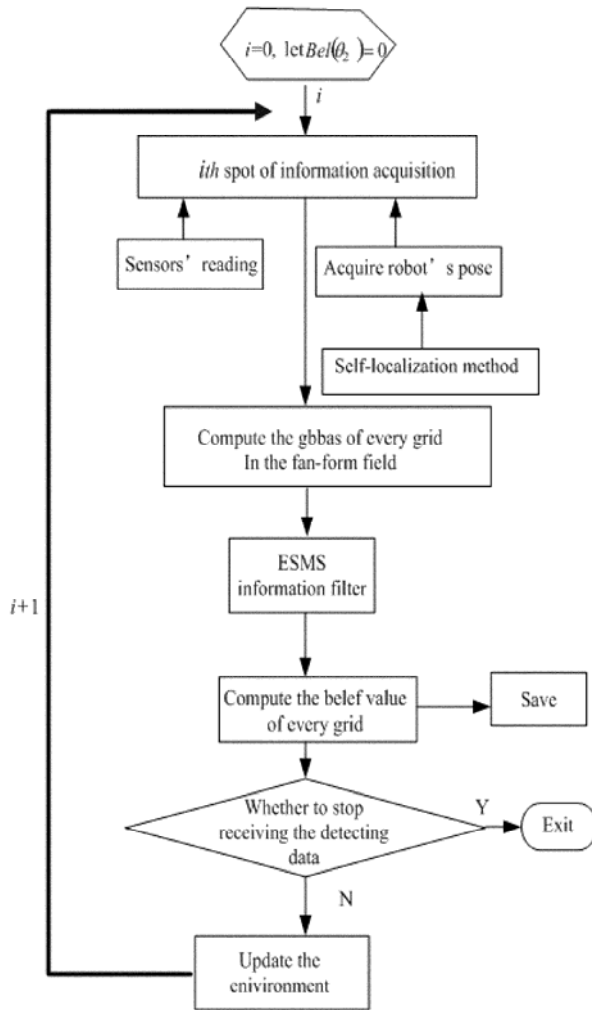 i=0, let Bel(θ₂)=0
i
ith spot of information acquisition
Sensors' reading
Acquire robot's pose
Self-localization method
Compute the gbbas of every grid
In the fan-form field
ESMS
information filter
i+1
Compute the belef value
of every grid
Save
Whether to stop
receiving the detecting
data
Y
Exit
N
Update the
enivironment